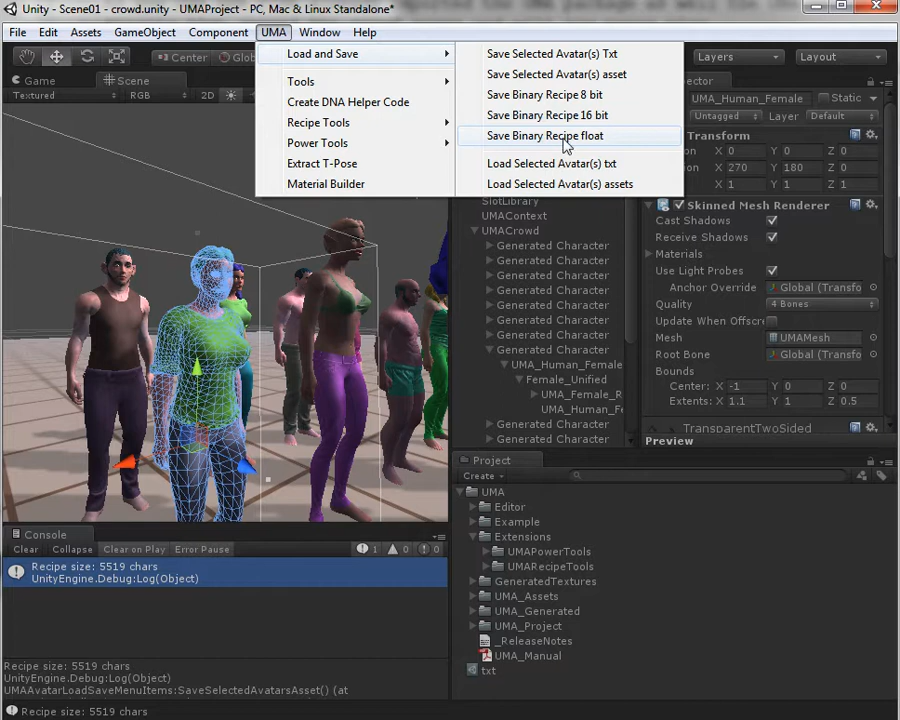 Unity - Scene01 - crowd.unity - UMAProject - PC, Mac & Linux Standalone*
File Edit Assets GameObject Component UMA Window Help
Center
Layers
Layout
Load and Save
Tools
Create DNA Helper Code
Recipe Tools
Power Tools
Extract T-Pose
Material Builder
Save Selected Avatar(s) Txt
Save Selected Avatar(s) asset
Save Binary Recipe 8 bit
Save Binary Recipe 16 bit
Save Binary Recipe float
Load Selected Avatar(s) txt
Load Selected Avatar(s) assets
Game Scene
Textured RGB 2D
SlotLibrary
UMAContext
UMACrowd
Generated Character
Generated Character
Generated Character
Generated Character
Generated Character
Generated Character
Generated Character
Generated Character
UMA_Human_Female
Female_Unified
UMA_Female_R
UMA_Human_Fe
Generated Character
Generated Character
UMA_Human_Female Static
Untagged Layer Default
Transform
X 0 Y 0 Z 0
X 270 Y 180 Z 0
X 1 Y 1 Z 1
Skinned Mesh Renderer
Cast Shadows
Receive Shadows
Materials
Use Light Probes
Anchor Override Global (Transfo
Quality 4 Bones
Update When Offscre
Mesh UMAMesh
Root Bone Global (Transfo
Bounds
Center: X -1 Y 0 Z 0
Extents: X 1.1 Y 1 Z 0.5
TransparentTwoSided
Preview
Project
Create
UMA
Editor
Example
Extensions
UMAPowerTools
UMARecipeTools
GeneratedTextures
UMA_Assets
UMA_Generated
UMA_Project
_ReleaseNotes
UMA_Manual
txt
Console
Clear Collapse Clear on Play Error Pause 1 0 0
Recipe size: 5519 chars
UnityEngine.Debug:Log(Object)
Recipe size: 5519 chars
UnityEngine.Debug:Log(Object)
UMAAvatarLoadSaveMenuItems:SaveSelectedAvatarsAsset() (at
Recipe size: 5519 chars